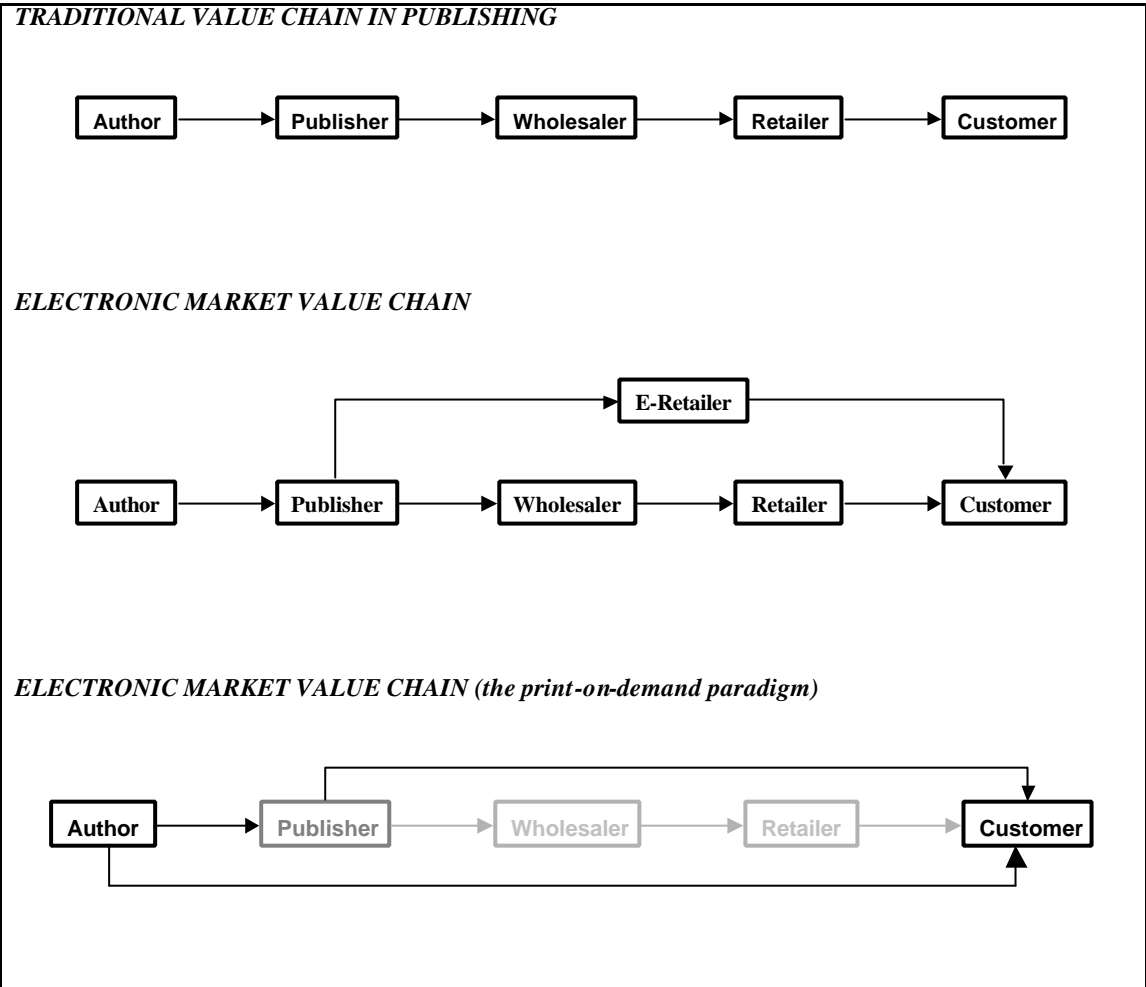 TRADITIONAL VALUE CHAIN IN PUBLISHING
Author Publisher Wholesaler Retailer Customer
ELECTRONIC MARKET VALUE CHAIN
E-Retailer
Author Publisher Wholesaler Retailer Customer
ELECTRONIC MARKET VALUE CHAIN (the print-on-demand paradigm)
Author Publisher Wholesaler Retailer Customer